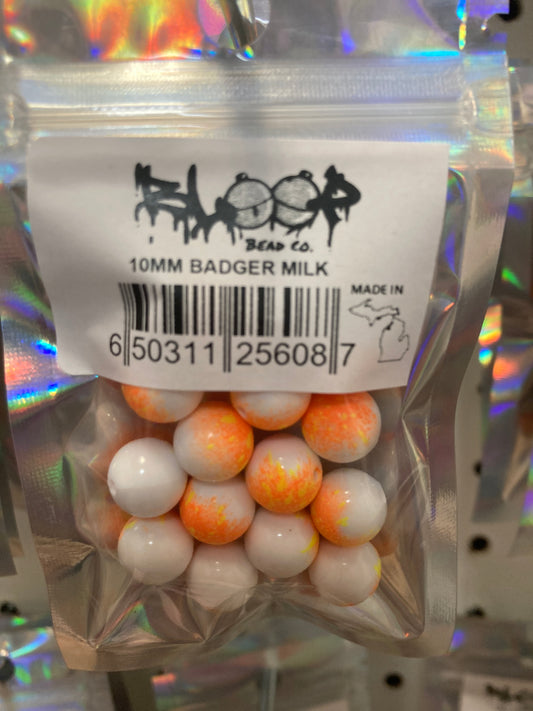 BLOOP
BEAD CO.
10MM BADGER MILK
MADE IN
6 50311 25608 7